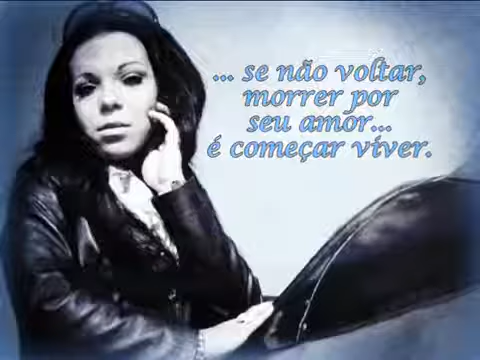 ... se não voltar,
morrer por
seu amor...
é começar viver.